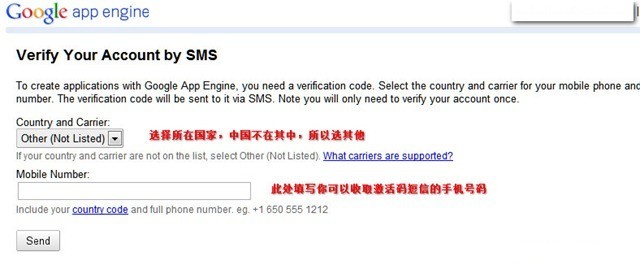 Google app engine
Verify Your Account by SMS
To create applications with Google App Engine, you need a verification code. Select the country and carrier for your mobile phone and
number. The verification code will be sent to it via SMS. Note you will only need to verify your account once.
Country and Carrier:
Other (Not Listed) 选择所在国家，中国不在其中，所以选其他
If your country and carrier are not on the list, select Other (Not Listed). What carriers are supported?
Mobile Number:
此处填写你可以收取激活码短信的手机号码
Include your country code and full phone number. eg. +1 650 555 1212
Send